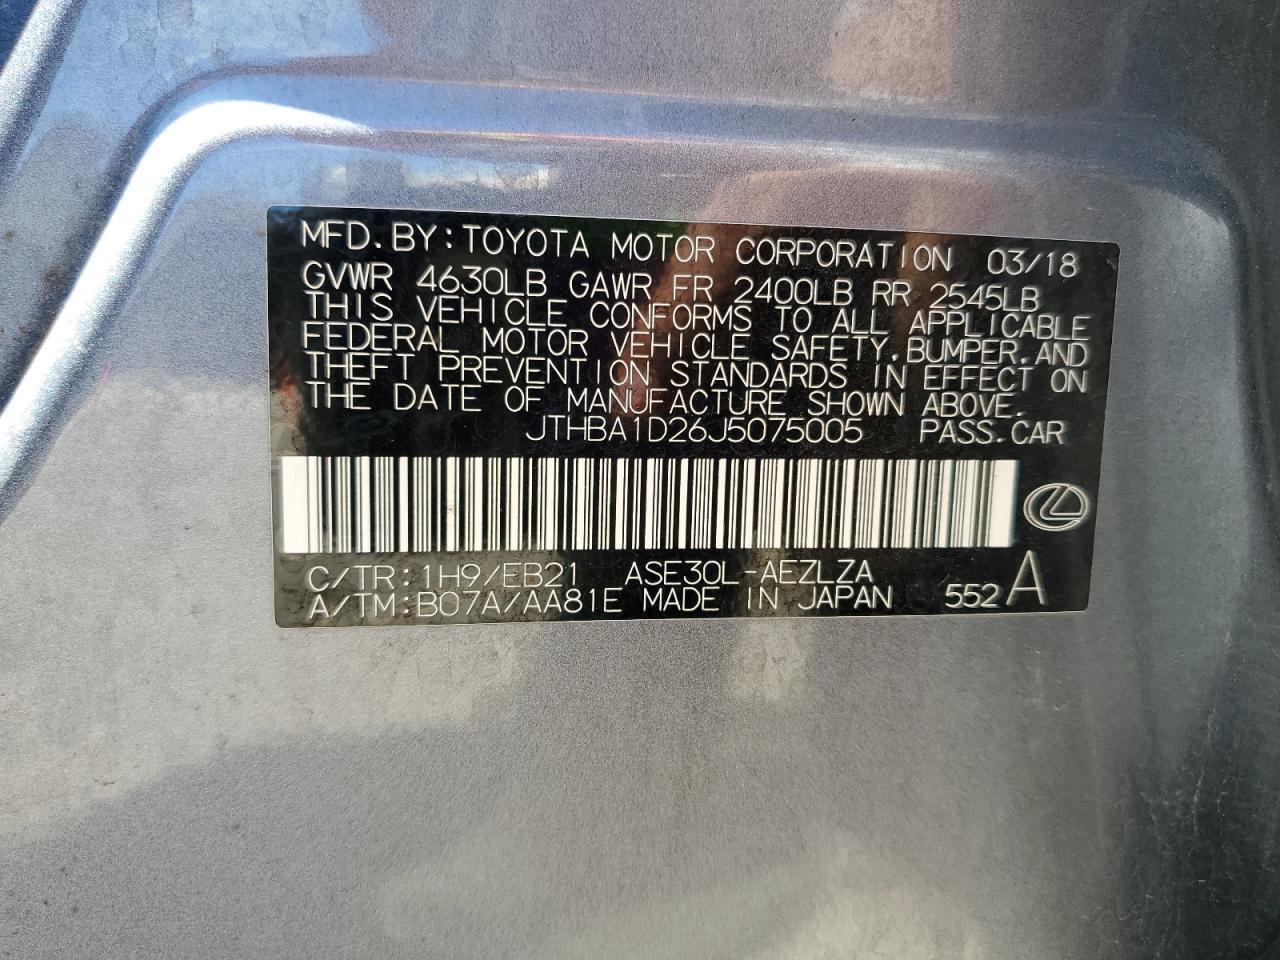 MFD. BY: TOYOTA MOTOR CORPORATION 03/18
GVWR 4630LB GAWR FR 2400LB RR 2545LB
THIS VEHICLE CONFORMS TO ALL APPLICABLE
FEDERAL MOTOR VEHICLE SAFETY, BUMPER, AND
THEFT PREVENTION STANDARDS IN EFFECT ON
THE DATE OF MANUFACTURE SHOWN ABOVE.
JTHBA1D26J5075005 PASS. CAR
C/TR: 1H9/EB21 ASE30L-AEZLZA
A/TM: B07A/AA81E MADE IN JAPAN 552 A